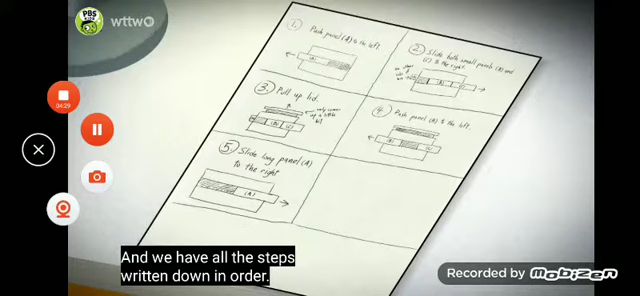 PBS
wttw
04:29
1. Push panel (A) to the left.
2. Slide both small panels (A) and
(C) to the right.
3. Pull up lid.
4. Push panel (A) to the left.
5. Slide long panel (A)
to the right
And we have all the steps
written down in order.
Recorded by Mobizen